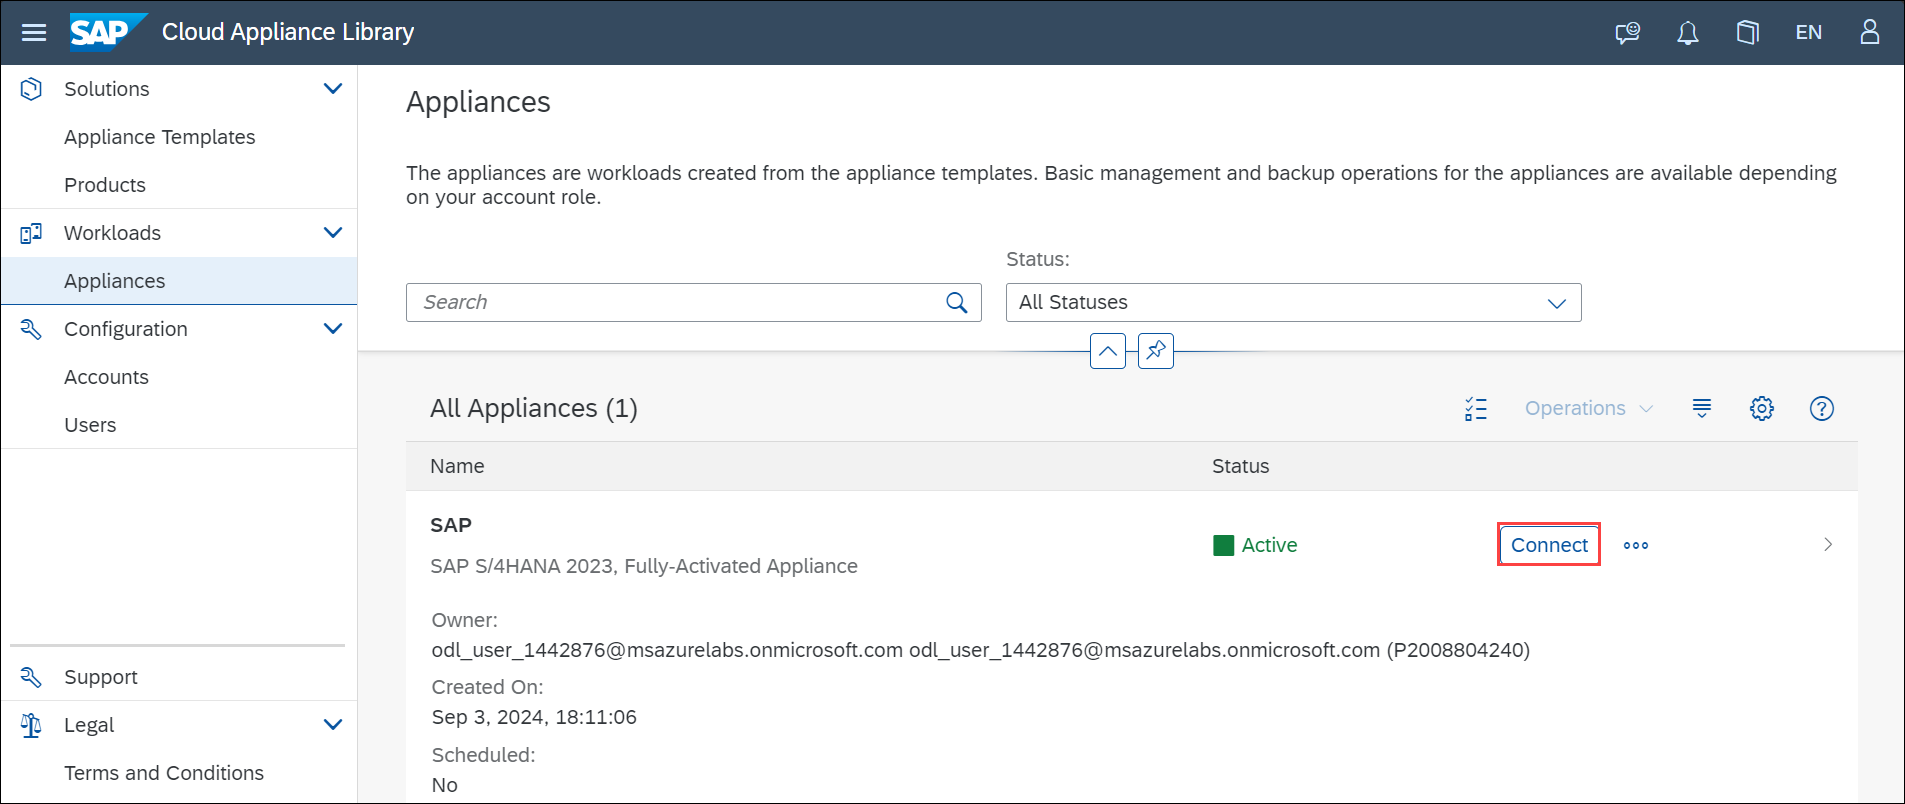 SAP Cloud Appliance Library
EN
Solutions
Appliance Templates
Products
Workloads
Appliances
Configuration
Accounts
Users
Support
Legal
Terms and Conditions
Appliances
The appliances are workloads created from the appliance templates. Basic management and backup operations for the appliances are available depending
on your account role.
Status:
Search
All Statuses
All Appliances (1)
Operations
Name Status
SAP
SAP S/4HANA 2023, Fully-Activated Appliance
Active
Connect
Owner:
odl_user_1442876@msazurelabs.onmicrosoft.com odl_user_1442876@msazurelabs.onmicrosoft.com (P2008804240)
Created On:
Sep 3, 2024, 18:11:06
Scheduled:
No